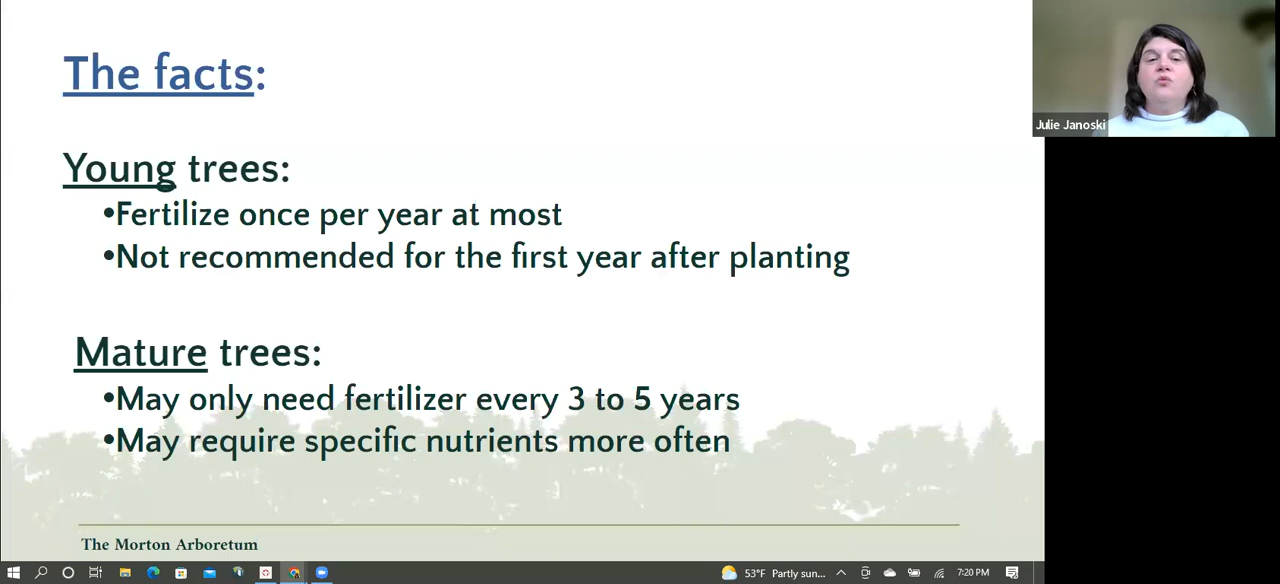 The facts:
Julie Janoski
Young trees:
•Fertilize once per year at most
•Not recommended for the first year after planting
Mature trees:
•May only need fertilizer every 3 to 5 years
•May require specific nutrients more often
The Morton Arboretum
53°F Partly sun... 7:20 PM